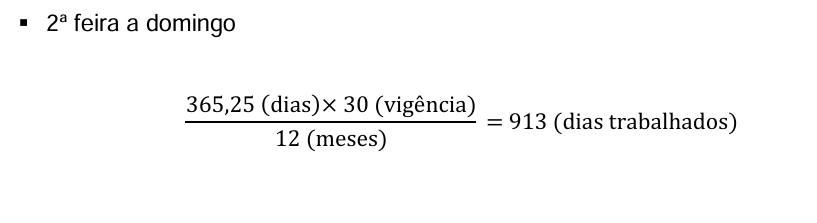 ▪ 2ª feira a domingo
365,25 (dias)× 30 (vigência)
12 (meses)
= 913 (dias trabalhados)